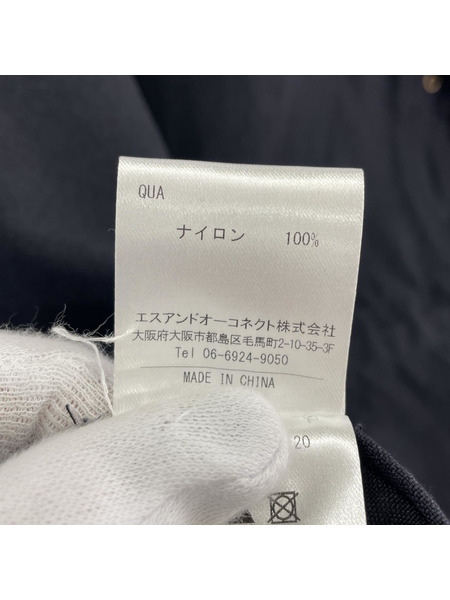 QUA
ナイロン 100%
エスアンドオーコネクト株式会社
大阪府大阪市都島区毛馬町2-10-35-3F
Tel 06-6924-9050
MADE IN CHINA
20